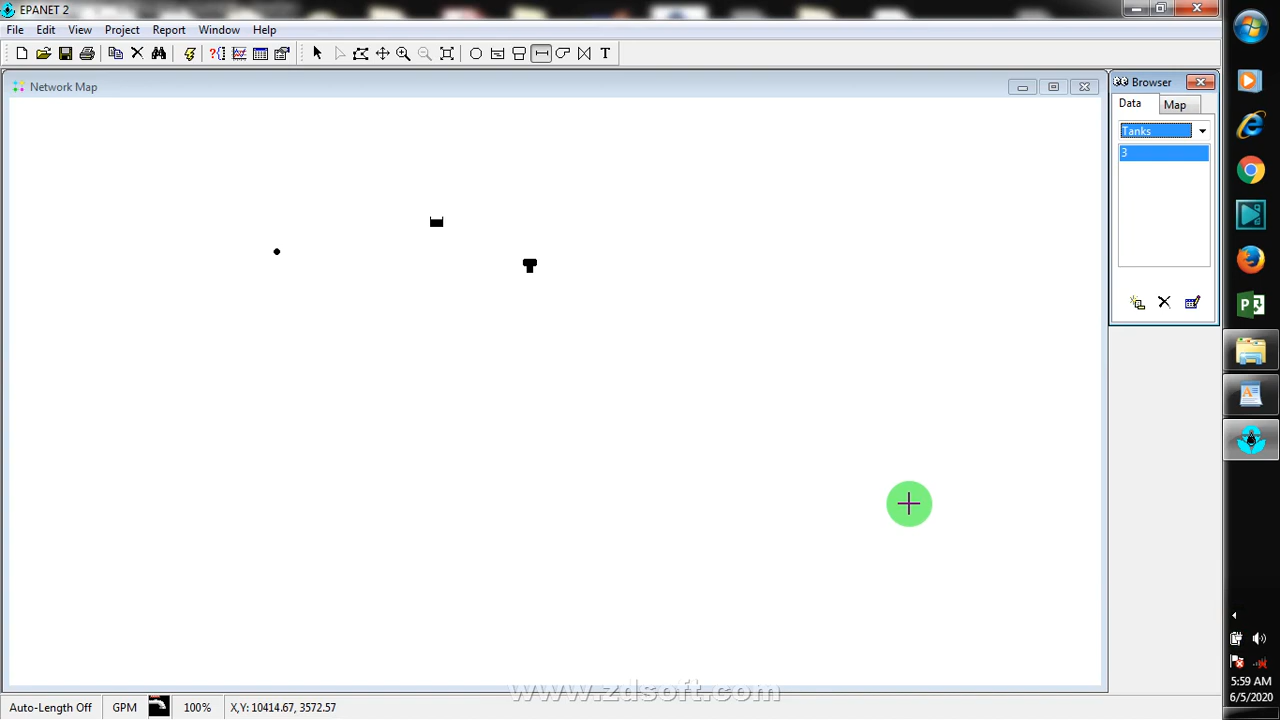 EPANET 2
File Edit View Project Report Window Help
T
Network Map
Browser
Data Map
Tanks
3
www.zdsoft.com
Auto-Length Off GPM 100% X,Y: 10414.67, 3572.57
5:59 AM
6/5/2020